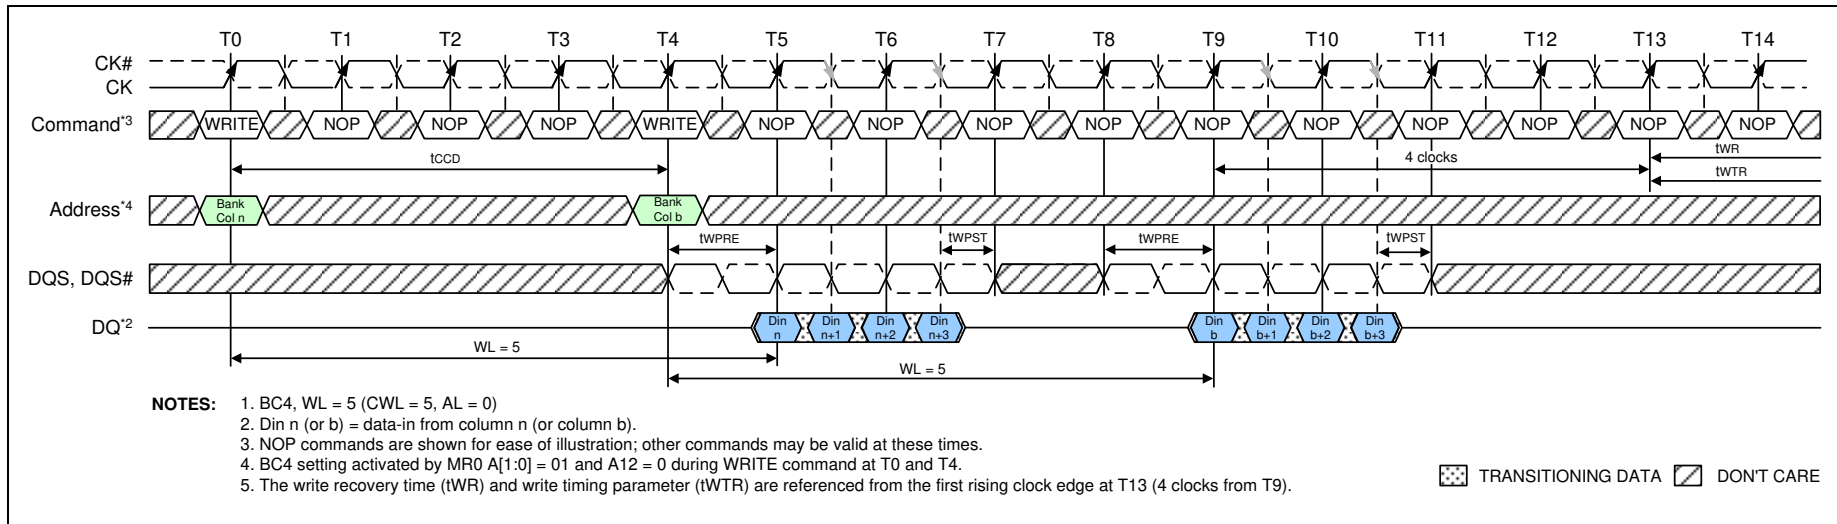 T0 T1 T2 T3 T4 T5 T6 T7 T8 T9 T10 T11 T12 T13 T14
CK#
CK
Command*3 WRITE NOP NOP NOP WRITE NOP NOP NOP NOP NOP NOP NOP NOP NOP NOP
tCCD 4 clocks tWR
tWTR
Address*4 Bank Col n Bank Col b
tWPRE tWPST tWPRE tWPST
DQS, DQS#
DQ*2 Din n Din n+1 Din n+2 Din n+3 Din b Din b+1 Din b+2 Din b+3
WL = 5
WL = 5
NOTES: 1. BC4, WL = 5 (CWL = 5, AL = 0)
2. Din n (or b) = data-in from column n (or column b).
3. NOP commands are shown for ease of illustration; other commands may be valid at these times.
4. BC4 setting activated by MR0 A[1:0] = 01 and A12 = 0 during WRITE command at T0 and T4.
5. The write recovery time (tWR) and write timing parameter (tWTR) are referenced from the first rising clock edge at T13 (4 clocks from T9).
TRANSITIONING DATA DON'T CARE